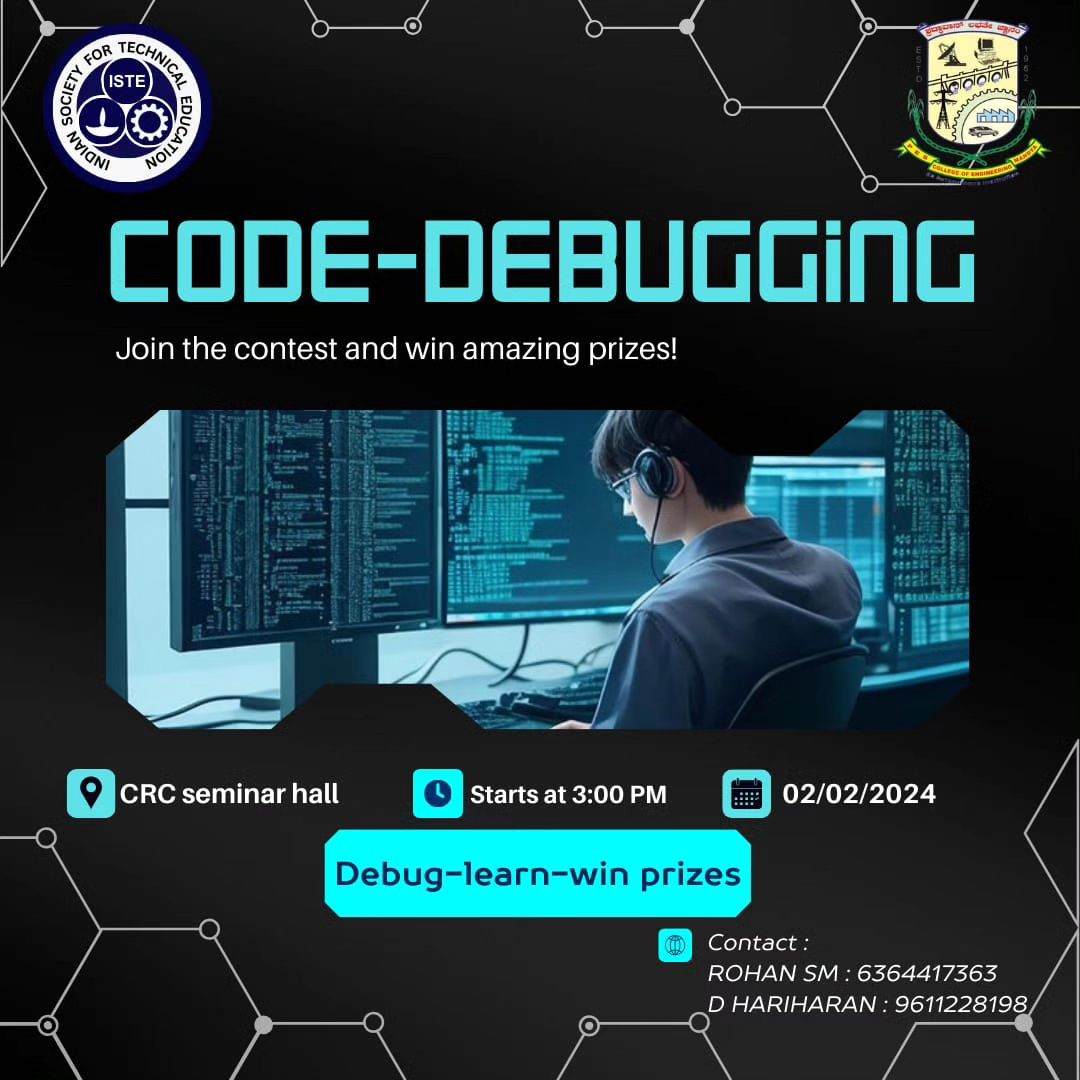 INDIAN SOCIETY FOR TECHNICAL EDUCATION
ISTE
ESTD
1962
P E S COLLEGE OF ENGINEERING MANDYA
CODE-DEBUGGiNG
Join the contest and win amazing prizes!
CRC seminar hall
Starts at 3:00 PM
02/02/2024
Debug-learn-win prizes
Contact :
ROHAN SM : 6364417363
D HARIHARAN : 9611228198